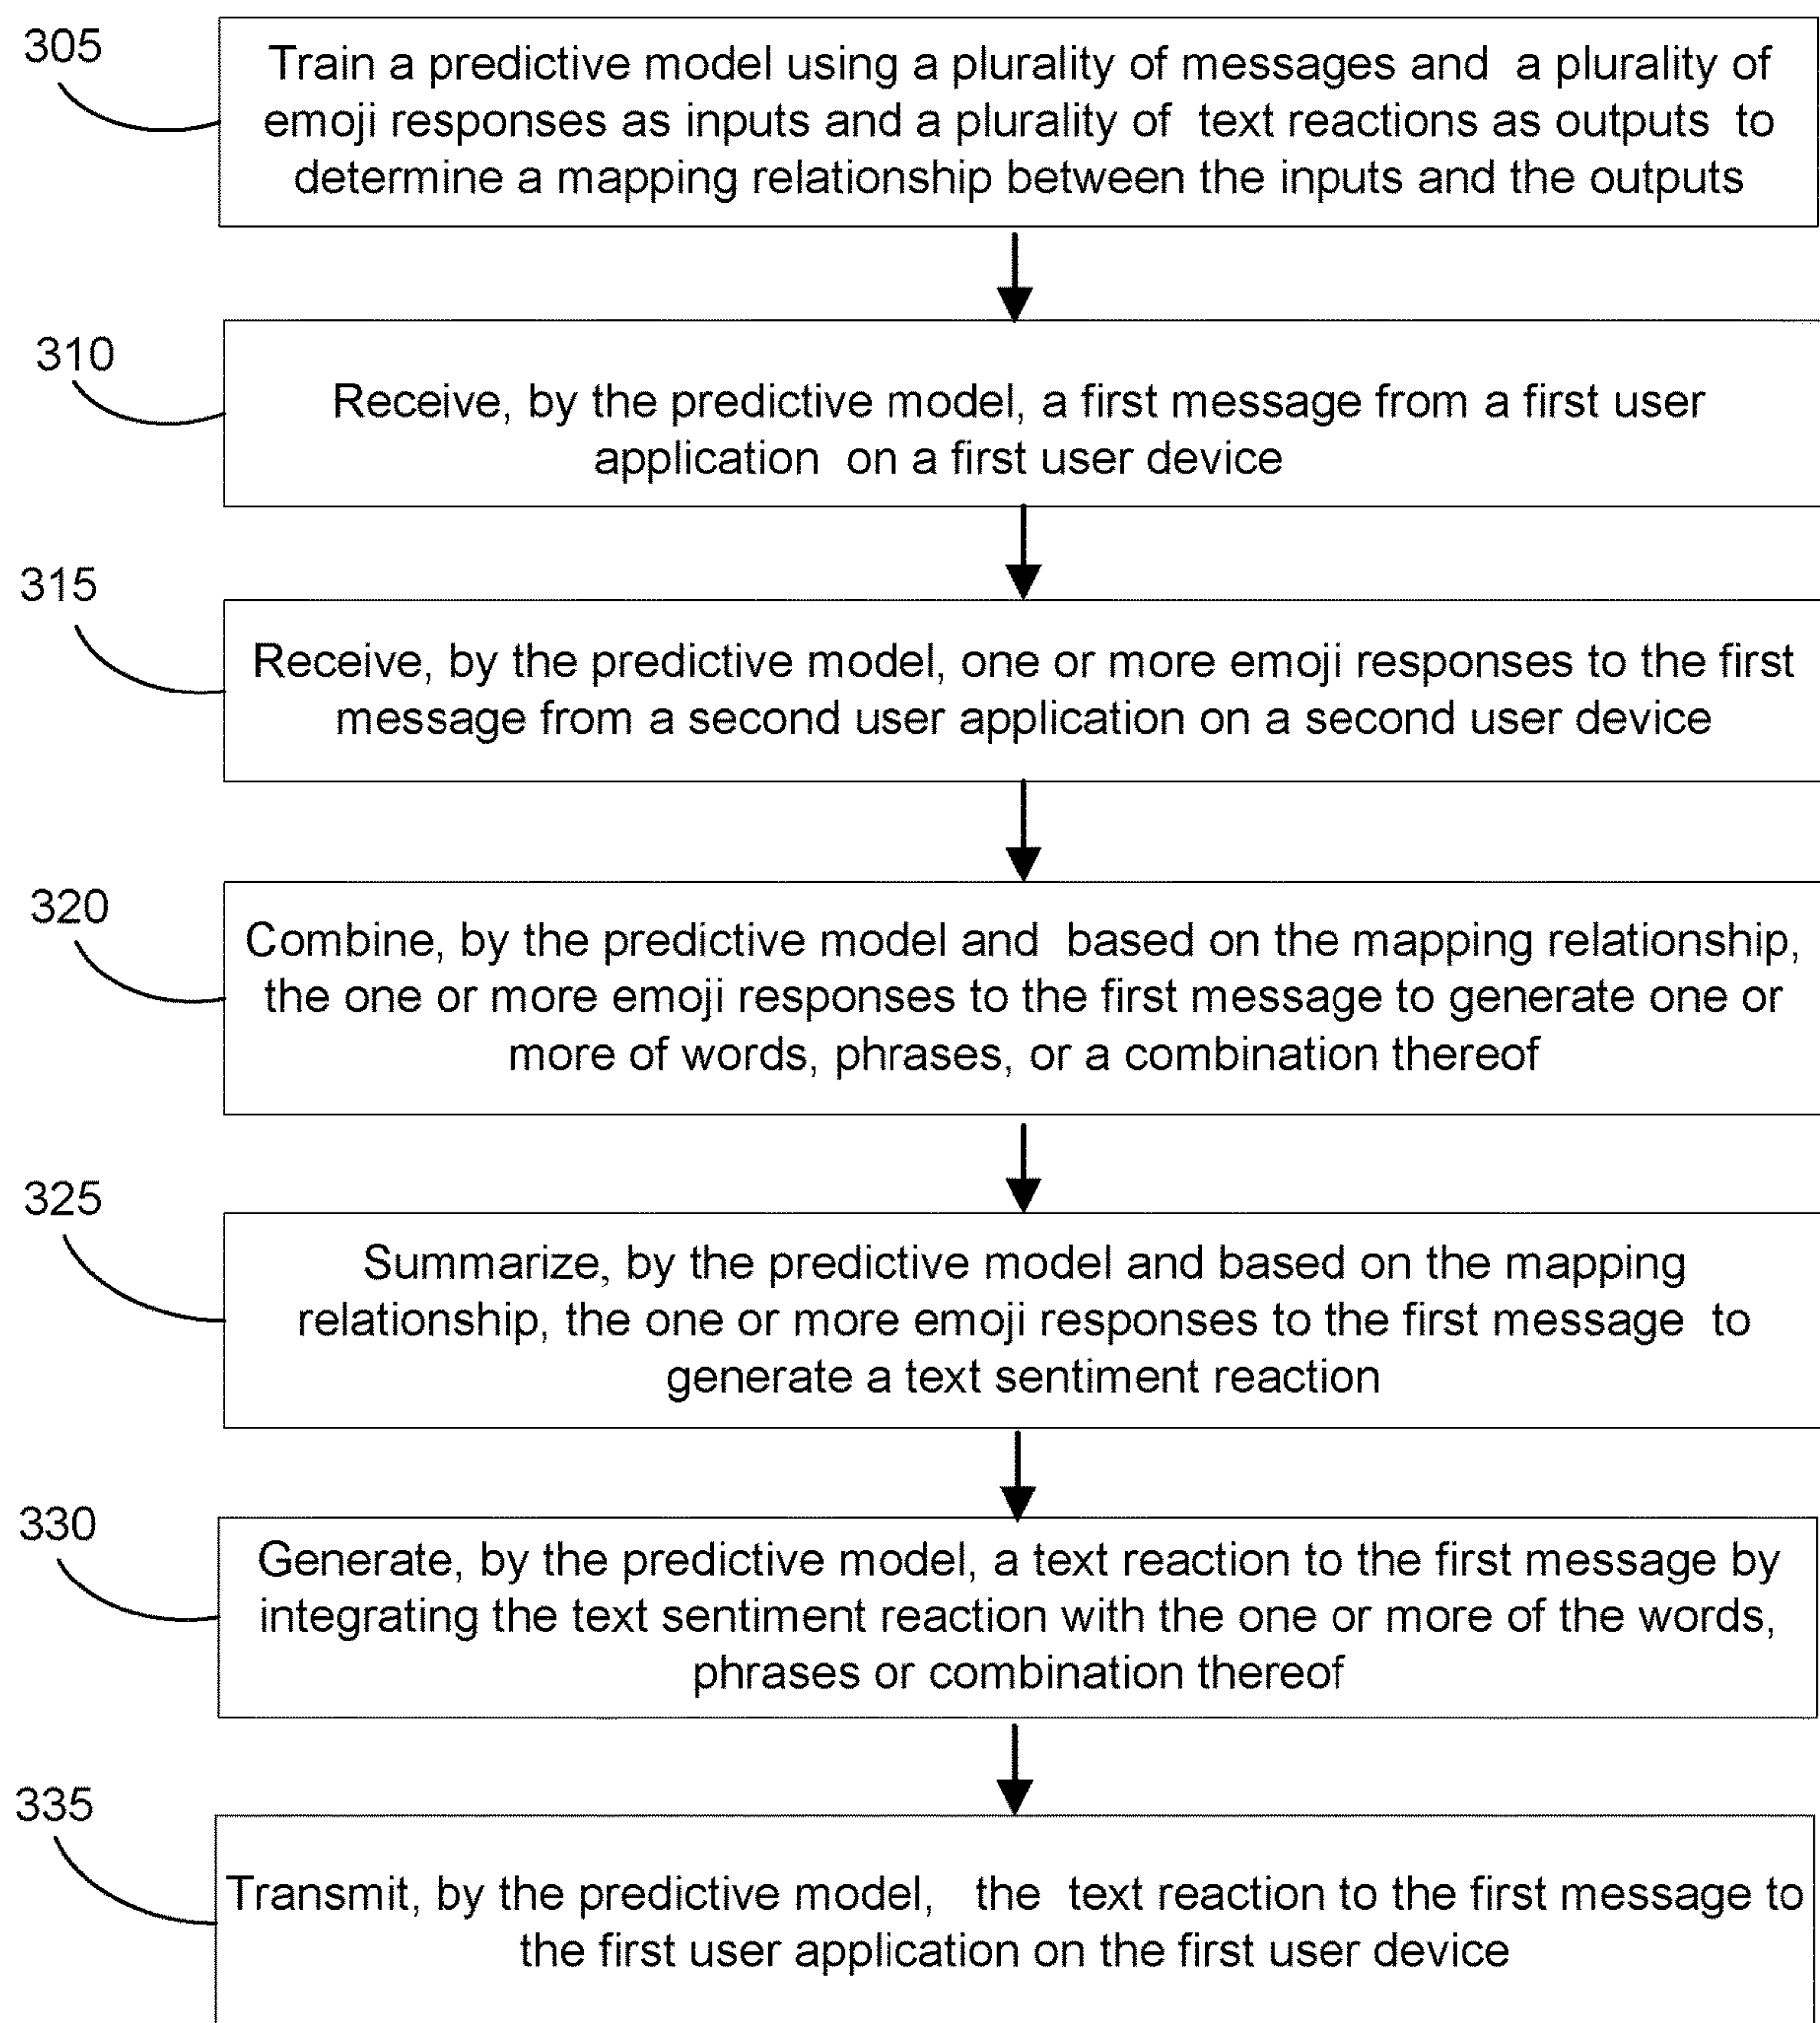 305
Train a predictive model using a plurality of messages and a plurality of
emoji responses as inputs and a plurality of text reactions as outputs to
determine a mapping relationship between the inputs and the outputs
310
Receive, by the predictive model, a first message from a first user
application on a first user device
315
Receive, by the predictive model, one or more emoji responses to the first
message from a second user application on a second user device
320
Combine, by the predictive model and based on the mapping relationship,
the one or more emoji responses to the first message to generate one or
more of words, phrases, or a combination thereof
325
Summarize, by the predictive model and based on the mapping
relationship, the one or more emoji responses to the first message to
generate a text sentiment reaction
330
Generate, by the predictive model, a text reaction to the first message by
integrating the text sentiment reaction with the one or more of the words,
phrases or combination thereof
335
Transmit, by the predictive model, the text reaction to the first message to
the first user application on the first user device